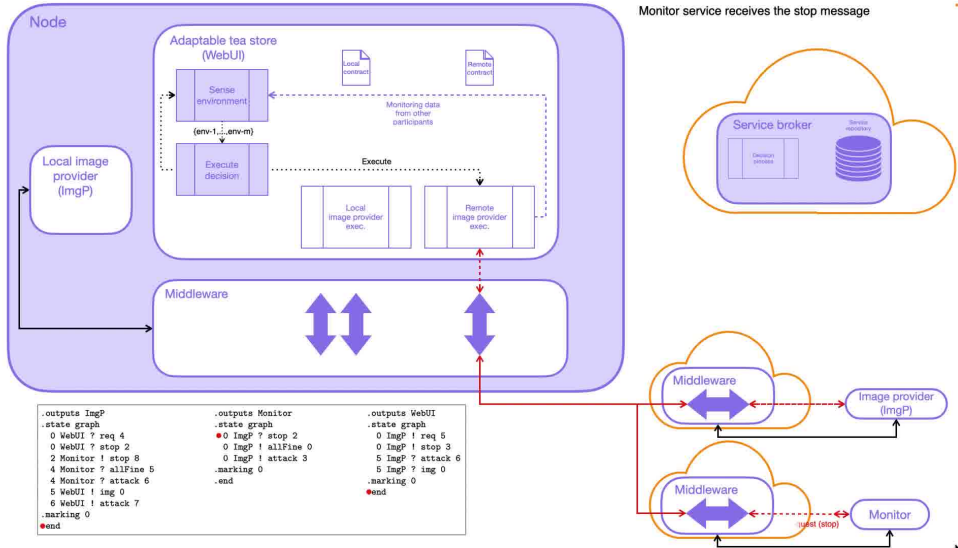 Monitor service receives the stop message
Node
Adaptable tea store
(WebUI)
Local
contract
Remote
contract
Sense
environment
Monitoring data
from other
participants
{env-1,...,env-m}
Execute
decision
Execute
Local image
provider
(ImgP)
Local
image provider
exec.
Remote
image provider
exec.
Middleware
Service broker
Service
repository
Decision
process
Middleware
Image provider
(ImgP)
Middleware
Monitor
quest (stop)
.outputs ImgP
.state graph
0 WebUI ? req 4
0 WebUI ? stop 2
2 Monitor ! stop 8
4 Monitor ? allFine 5
4 Monitor ? attack 6
5 WebUI ! img 0
6 WebUI ! attack 7
.marking 0
end
.outputs Monitor
.state graph
0 ImgP ? stop 2
0 ImgP ! allFine 0
0 ImgP ! attack 3
.marking 0
.end
.outputs WebUI
.state graph
0 ImgP ! req 5
0 ImgP ! stop 3
5 ImgP ? attack 6
5 ImgP ? img 0
.marking 0
end